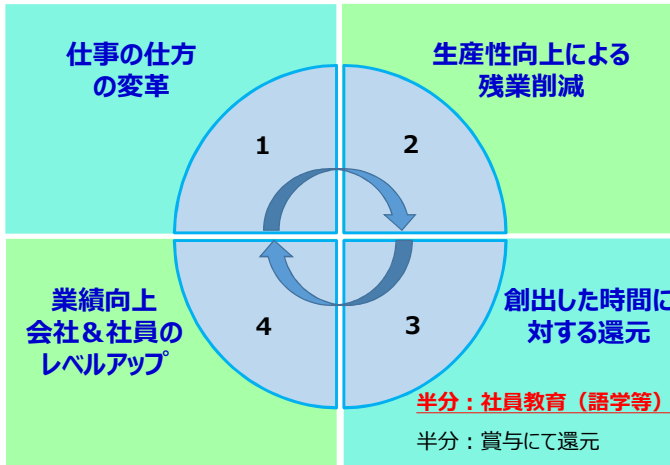 仕事の仕方
の変革
1
生産性向上による
残業削減
2
創出した時間に
対する還元
3
半分：社員教育（語学等）
半分：賞与にて還元
業績向上
会社＆社員の
レベルアップ
4